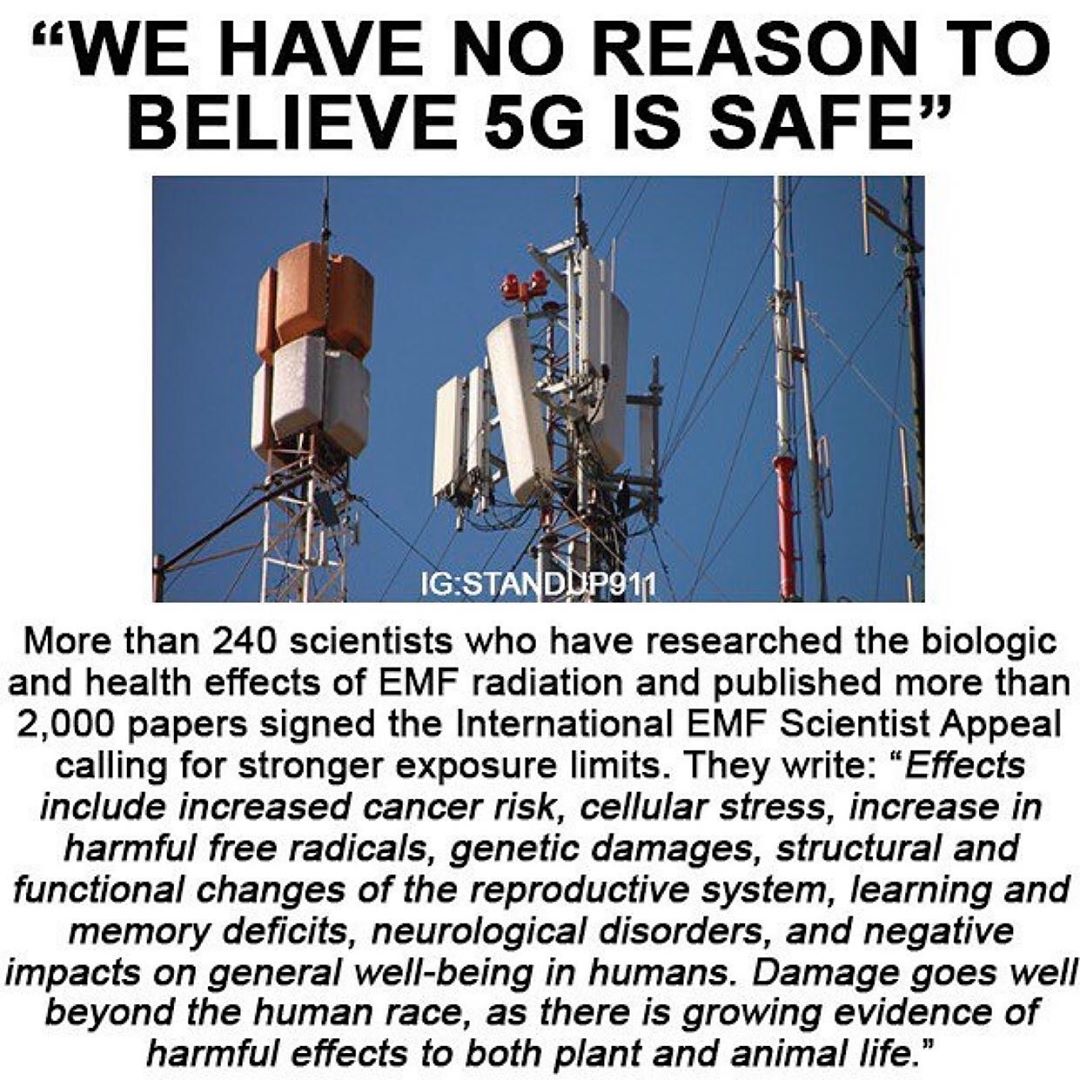 “WE HAVE NO REASON TO
BELIEVE 5G IS SAFE”
IG:STANDUP911
More than 240 scientists who have researched the biologic
and health effects of EMF radiation and published more than
2,000 papers signed the International EMF Scientist Appeal
calling for stronger exposure limits. They write: “Effects
include increased cancer risk, cellular stress, increase in
harmful free radicals, genetic damages, structural and
functional changes of the reproductive system, learning and
memory deficits, neurological disorders, and negative
impacts on general well-being in humans. Damage goes well
beyond the human race, as there is growing evidence of
harmful effects to both plant and animal life.”